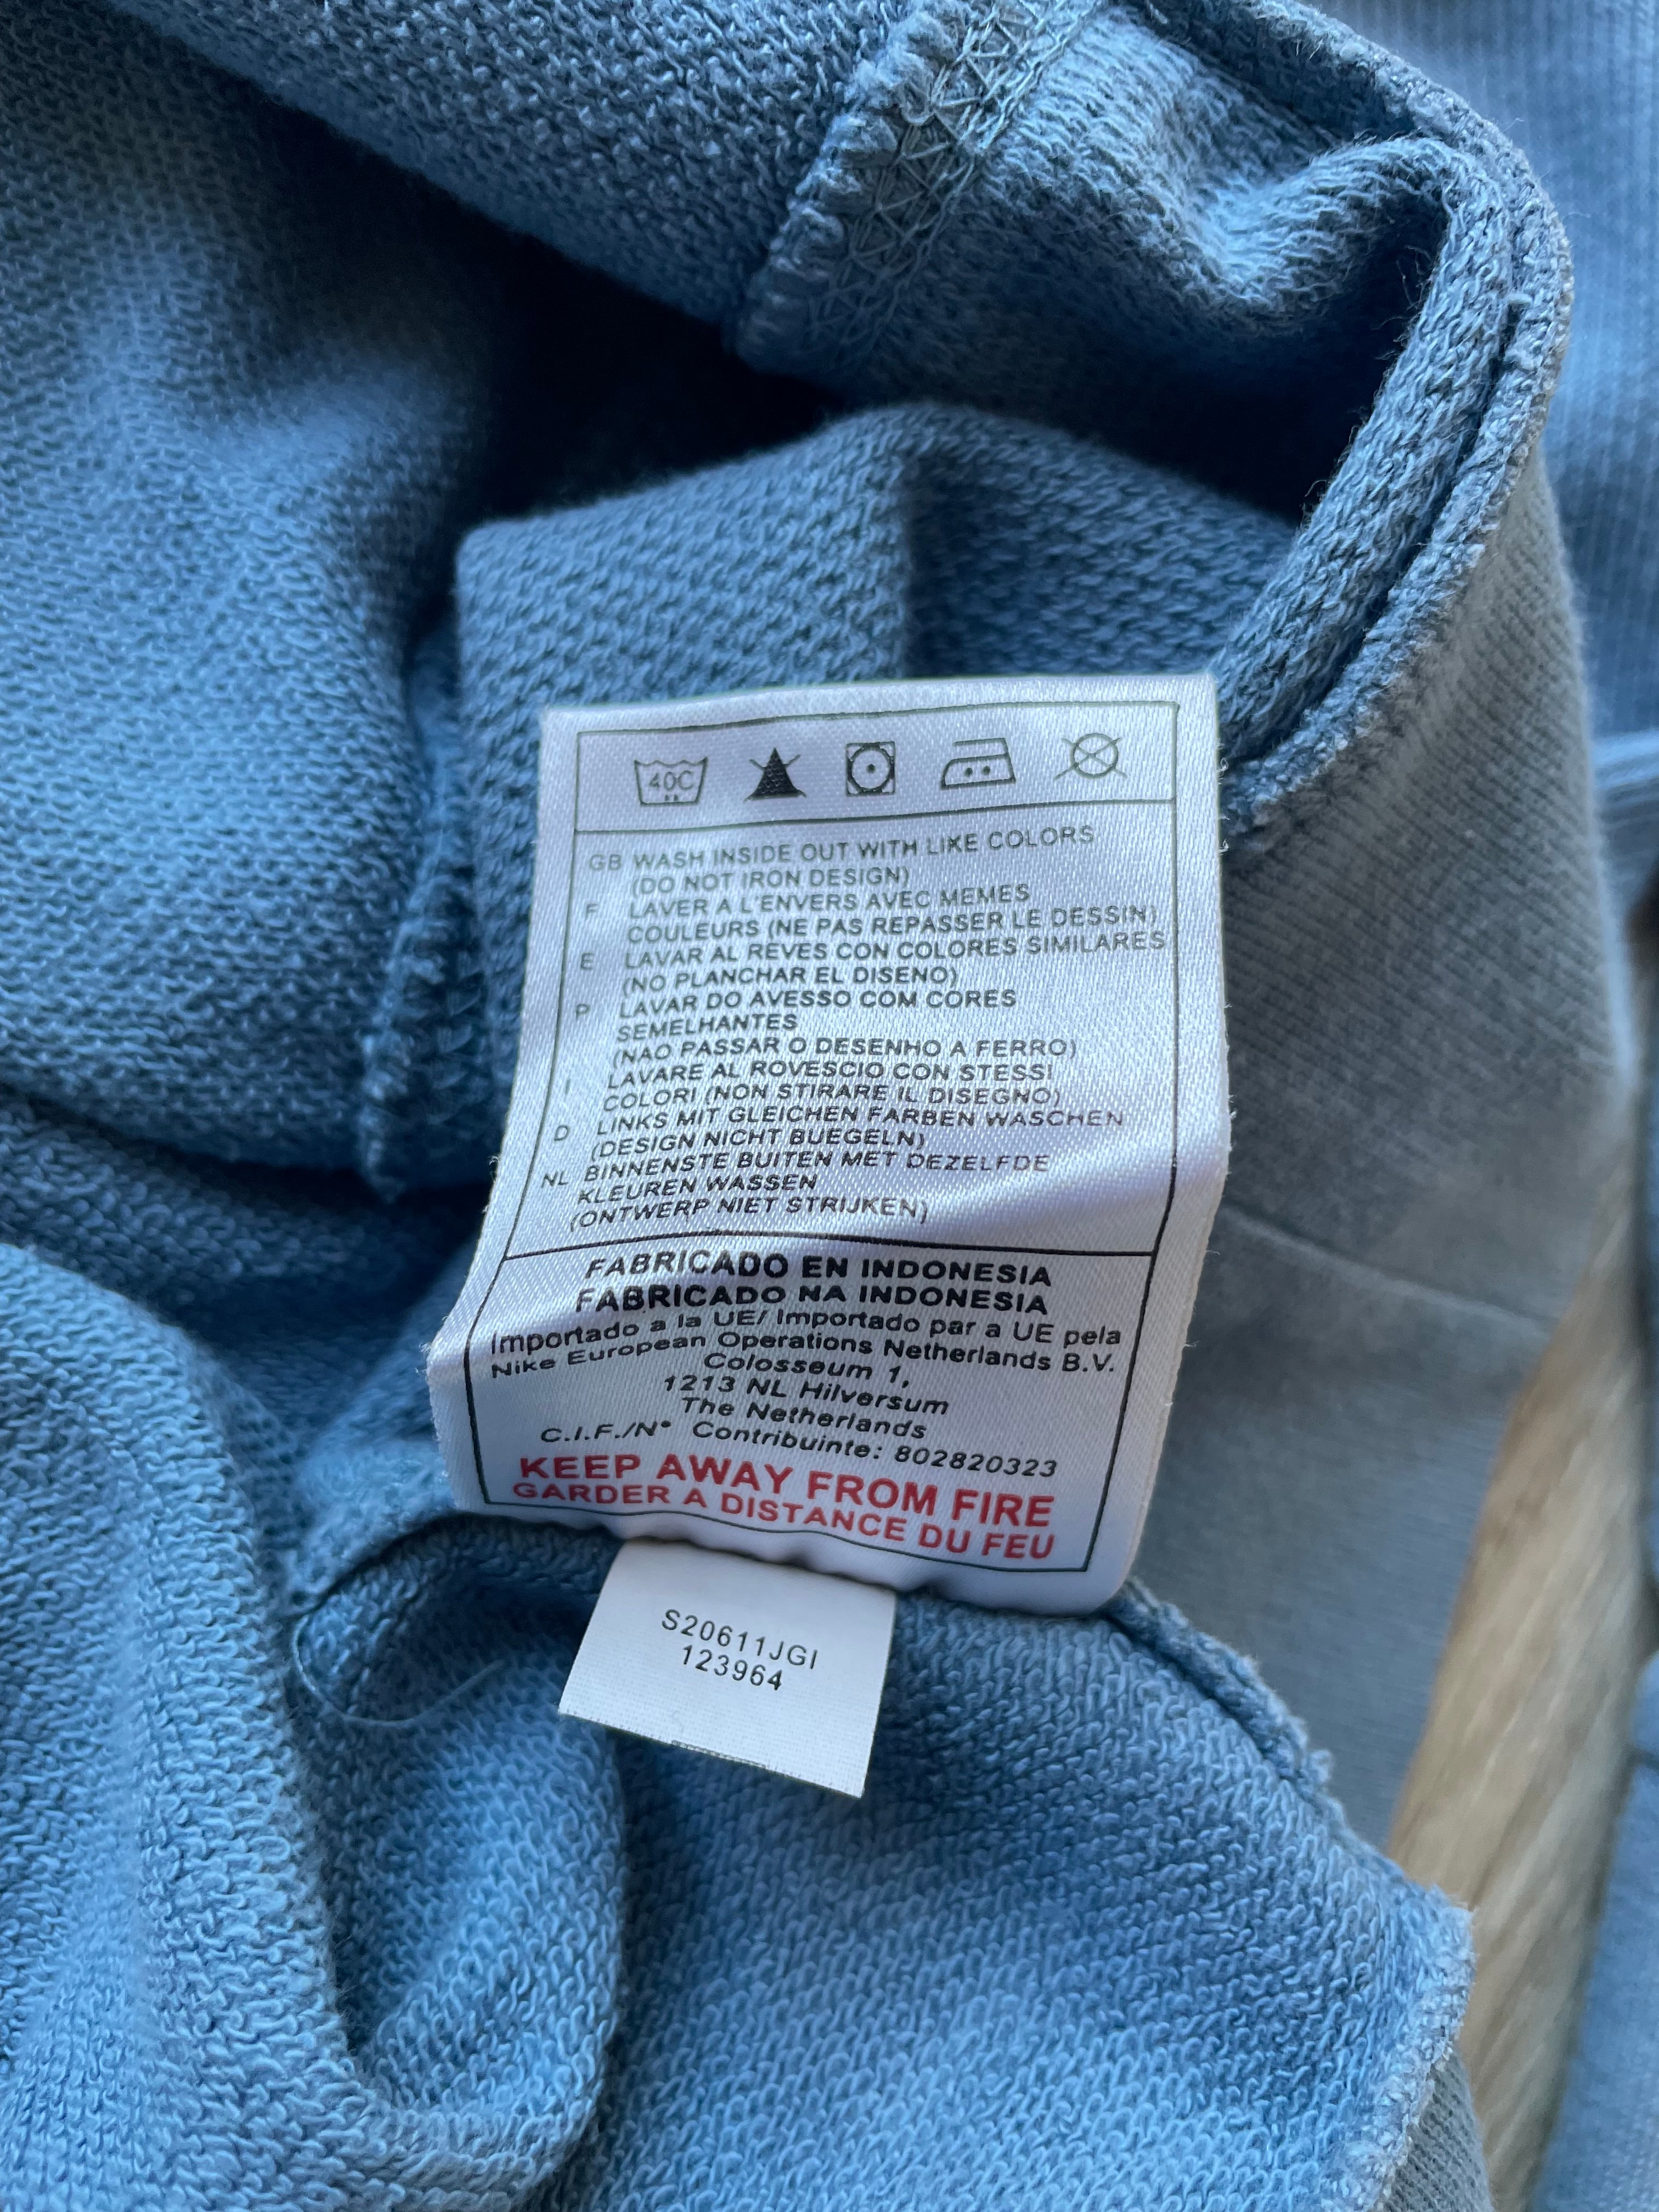 40C
GB WASH INSIDE OUT WITH LIKE COLORS
(DO NOT IRON DESIGN)
F LAVER A L'ENVERS AVEC MEMES
COULEURS (NE PAS REPASSER LE DESSIN)
E LAVAR AL REVES CON COLORES SIMILARES
(NO PLANCHAR EL DISENO)
P LAVAR DO AVESSO COM CORES
SEMELHANTES
(NAO PASSAR O DESENHO A FERRO)
I LAVARE AL ROVESCIO CON STESSI
COLORI (NON STIRARE IL DISEGNO)
D LINKS MIT GLEICHEN FARBEN WASCHEN
(DESIGN NICHT BUEGELN)
NL BINNENSTE BUITEN MET DEZELFDE
KLEUREN WASSEN
(ONTWERP NIET STRIJKEN)
FABRICADO EN INDONESIA
FABRICADO NA INDONESIA
Importado a la UE/ Importado par a UE pela
Nike European Operations Netherlands B.V.
Colosseum 1,
1213 NL Hilversum
The Netherlands
C.I.F./N° Contribuinte: 802820323
KEEP AWAY FROM FIRE
GARDER A DISTANCE DU FEU
S20611JGI
123964